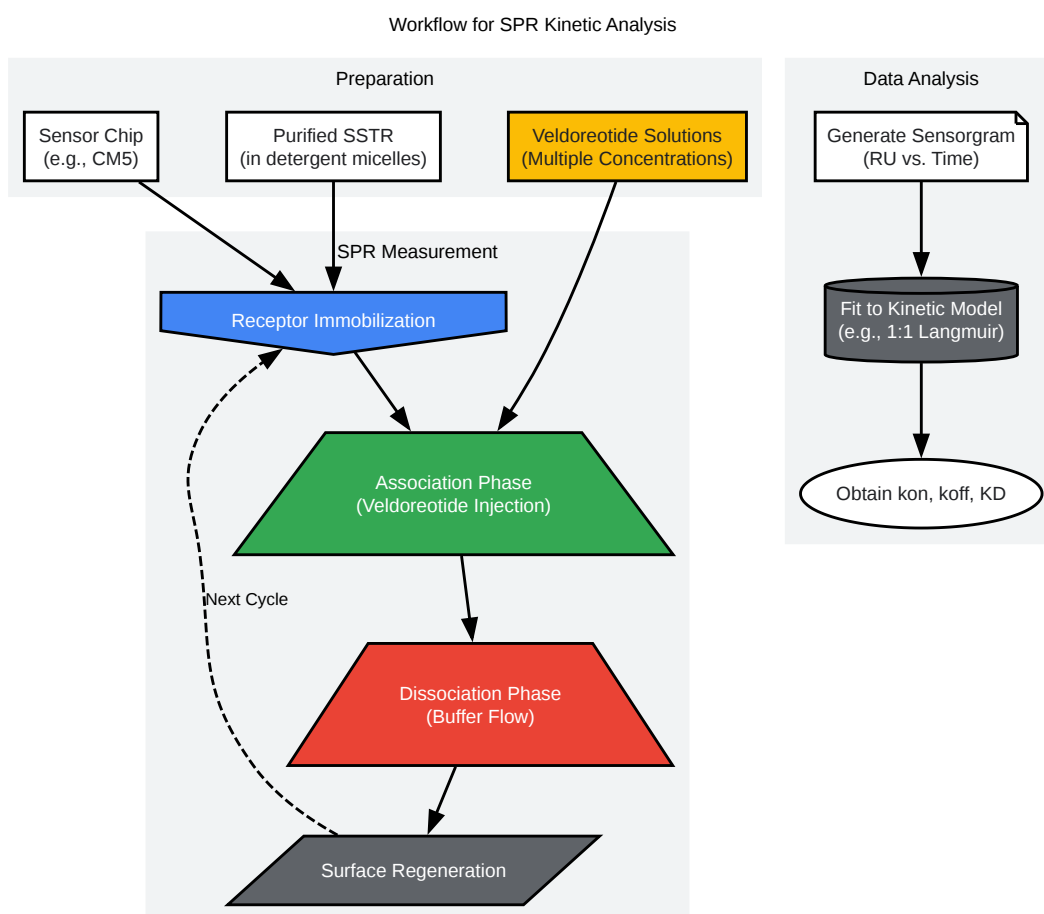 Workflow for SPR Kinetic Analysis
Preparation
Sensor Chip
(e.g., CM5)
Purified SSTR
(in detergent micelles)
Veldoreotide Solutions
(Multiple Concentrations)
SPR Measurement
Receptor Immobilization
Association Phase
(Veldoreotide Injection)
Next Cycle
Dissociation Phase
(Buffer Flow)
Surface Regeneration
Data Analysis
Generate Sensorgram
(RU vs. Time)
Fit to Kinetic Model
(e.g., 1:1 Langmuir)
Obtain kon, koff, KD